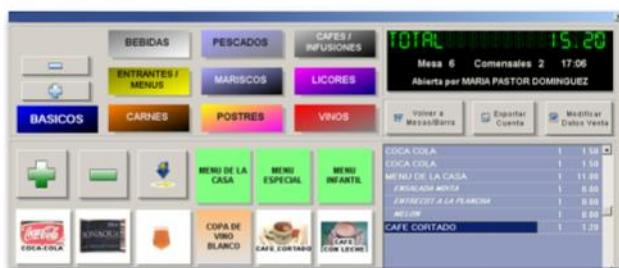 BEBIDAS
PESCADOS
CAFES /
INFUSIONES
TOTAL 15.20
Mesa 6 Comensales 2 17:06
Abierta por MARIA PASTOR DOMINGUEZ
ENTRANTES /
MENUS
MARISCOS
LICORES
BASICOS
CARNES
POSTRES
VINOS
Volver a
Mesas/Barra
Exportar
Cuenta
Modificar
Datos Venta
MENU DE LA
CASA
MENU
ESPECIAL
MENU
INFANTIL
COCA COLA 1 1.50
COCA COLA 1 1.50
MENU DE LA CASA 1 11.00
ENSALADA MIXTA 1 0.00
ENTRECOT A LA PLANCHA 1 0.00
MELON 1 0.00
CAFE CORTADO 1 1.20
Coca-Cola
COCA-COLA
COPA DE
VINO
BLANCO
CAFE CORTADO
CAFE
CON LECHE